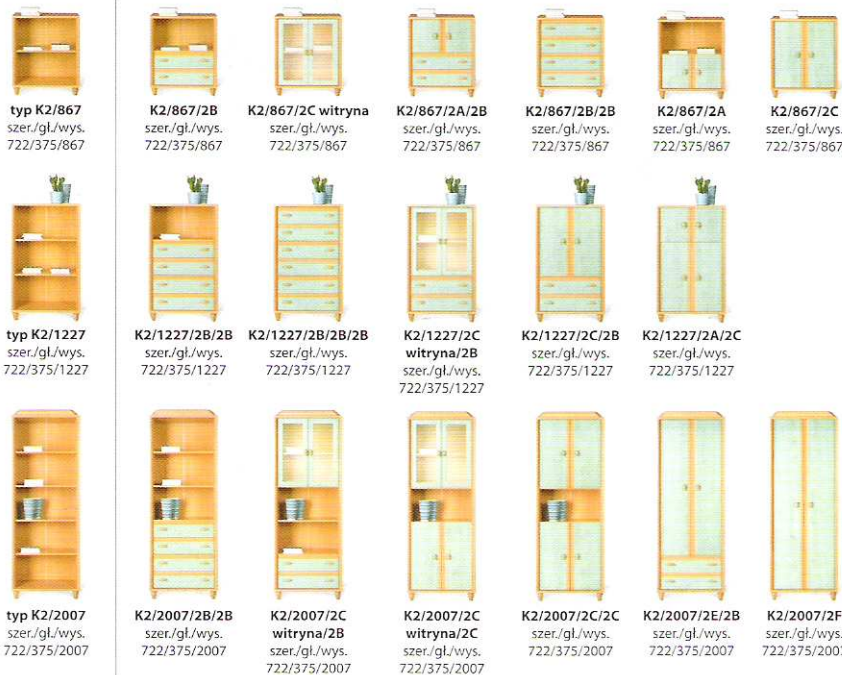 typ K2/867
szer./gł./wys.
722/375/867
K2/867/2B
szer./gł./wys.
722/375/867
K2/867/2C witryna
szer./gł./wys.
722/375/867
K2/867/2A/2B
szer./gł./wys.
722/375/867
K2/867/2B/2B
szer./gł./wys.
722/375/867
K2/867/2A
szer./gł./wys.
722/375/867
K2/867/2C
szer./gł./wys.
722/375/867
typ K2/1227
szer./gł./wys.
722/375/1227
K2/1227/2B/2B
szer./gł./wys.
722/375/1227
K2/1227/2B/2B/2B
szer./gł./wys.
722/375/1227
K2/1227/2C
witryna/2B
szer./gł./wys.
722/375/1227
K2/1227/2C/2B
szer./gł./wys.
722/375/1227
K2/1227/2A/2C
szer./gł./wys.
722/375/1227
typ K2/2007
szer./gł./wys.
722/375/2007
K2/2007/2B/2B
szer./gł./wys.
722/375/2007
K2/2007/2C
witryna/2B
szer./gł./wys.
722/375/2007
K2/2007/2C
witryna/2C
szer./gł./wys.
722/375/2007
K2/2007/2C/2C
szer./gł./wys.
722/375/2007
K2/2007/2E/2B
szer./gł./wys.
722/375/2007
K2/2007/2F
szer./gł./wys.
722/375/2007